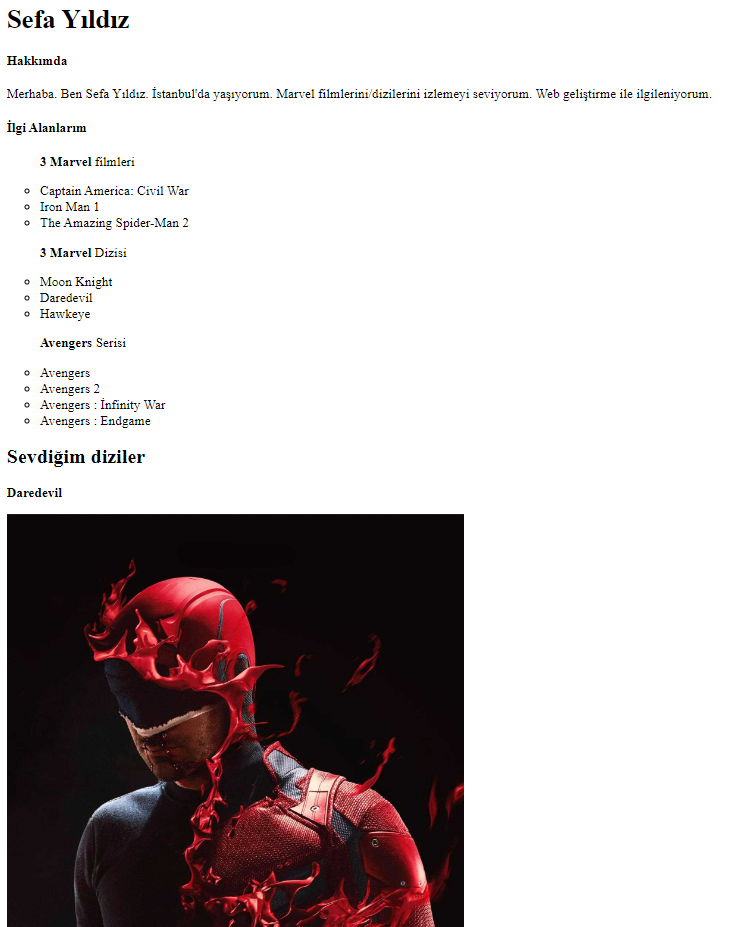 Sefa Yıldız
Hakkımda
Merhaba. Ben Sefa Yıldız. İstanbul'da yaşıyorum. Marvel filmlerini/dizilerini izlemeyi seviyorum. Web geliştirme ile ilgileniyorum.
İlgi Alanlarım
3 Marvel filmleri
Captain America: Civil War
Iron Man 1
The Amazing Spider-Man 2
3 Marvel Dizisi
Moon Knight
Daredevil
Hawkeye
Avengers Serisi
Avengers
Avengers 2
Avengers : İnfinity War
Avengers : Endgame
Sevdiğim diziler
Daredevil